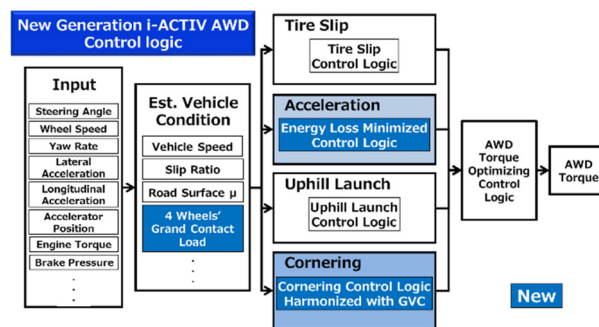 New Generation i-ACTIV AWD
Control logic
Input
Steering Angle
Wheel Speed
Yaw Rate
Lateral
Acceleration
Longitudinal
Acceleration
Accelerator
Position
Engine Torque
Brake Pressure
Est. Vehicle
Condition
Vehicle Speed
Slip Ratio
Road Surface μ
4 Wheels'
Grand Contact
Load
Tire Slip
Tire Slip
Control Logic
Acceleration
Energy Loss Minimized
Control Logic
Uphill Launch
Uphill Launch
Control Logic
Cornering
Cornering Control Logic
Harmonized with GVC
AWD
Torque
Optimizing
Control
Logic
AWD
Torque
New